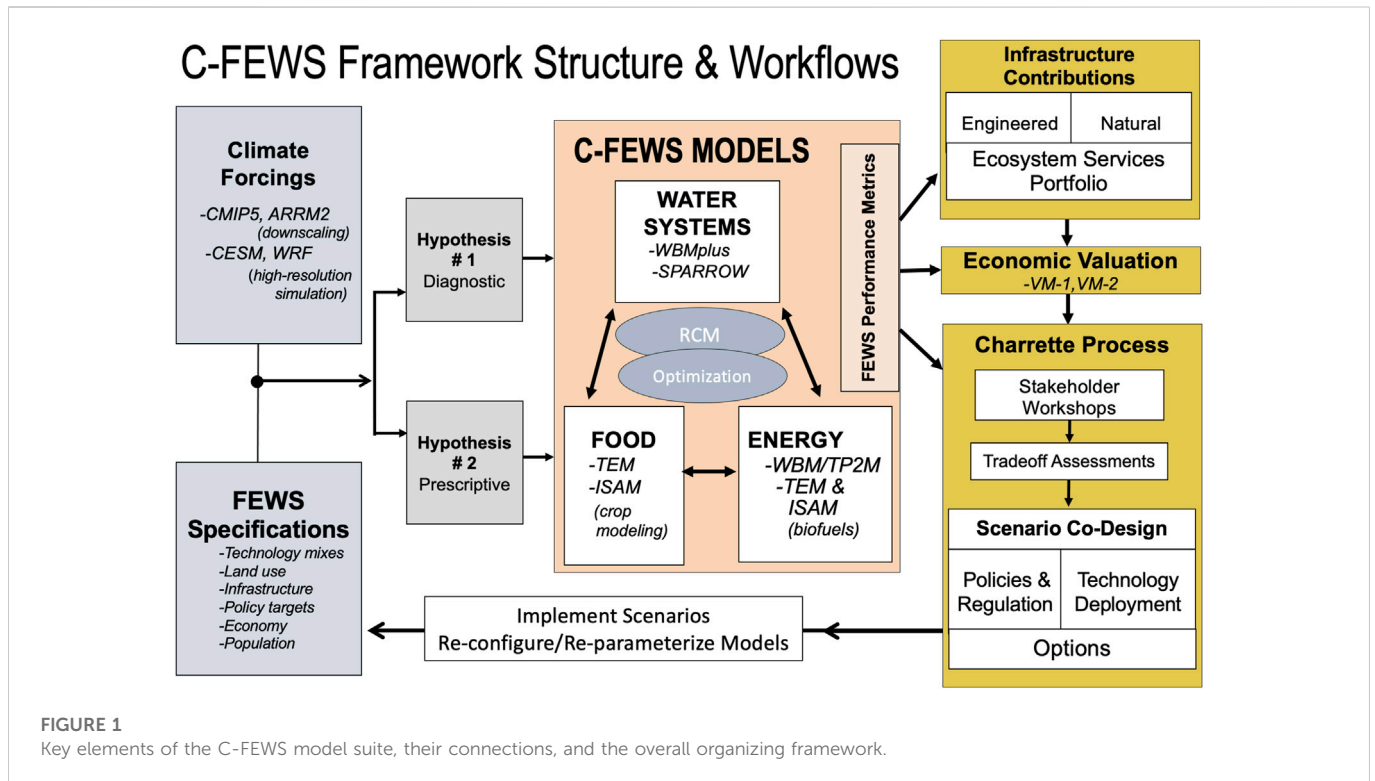 C-FEWS Framework Structure & Workflows
Climate
Forcings
-CMIP5, ARRM2
(downscaling)
-CESM, WRF
(high-resolution
simulation)
FEWS
Specifications
-Technology mixes
-Land use
-Infrastructure
-Policy targets
-Economy
-Population
Hypothesis
# 1
Diagnostic
Hypothesis
# 2
Prescriptive
C-FEWS MODELS
WATER
SYSTEMS
-WBMplus
-SPARROW
RCM
Optimization
FOOD
-TEM
-ISAM
(crop
modeling)
ENERGY
-WBM/TP2M
-TEM &
ISAM
(biofuels)
FEWS Performance Metrics
Infrastructure
Contributions
Engineered
Natural
Ecosystem Services
Portfolio
Economic Valuation
-VM-1,VM-2
Charrette Process
Stakeholder
Workshops
Tradeoff Assessments
Scenario Co-Design
Policies &
Regulation
Technology
Deployment
Options
Implement Scenarios
Re-configure/Re-parameterize Models
FIGURE 1
Key elements of the C-FEWS model suite, their connections, and the overall organizing framework.